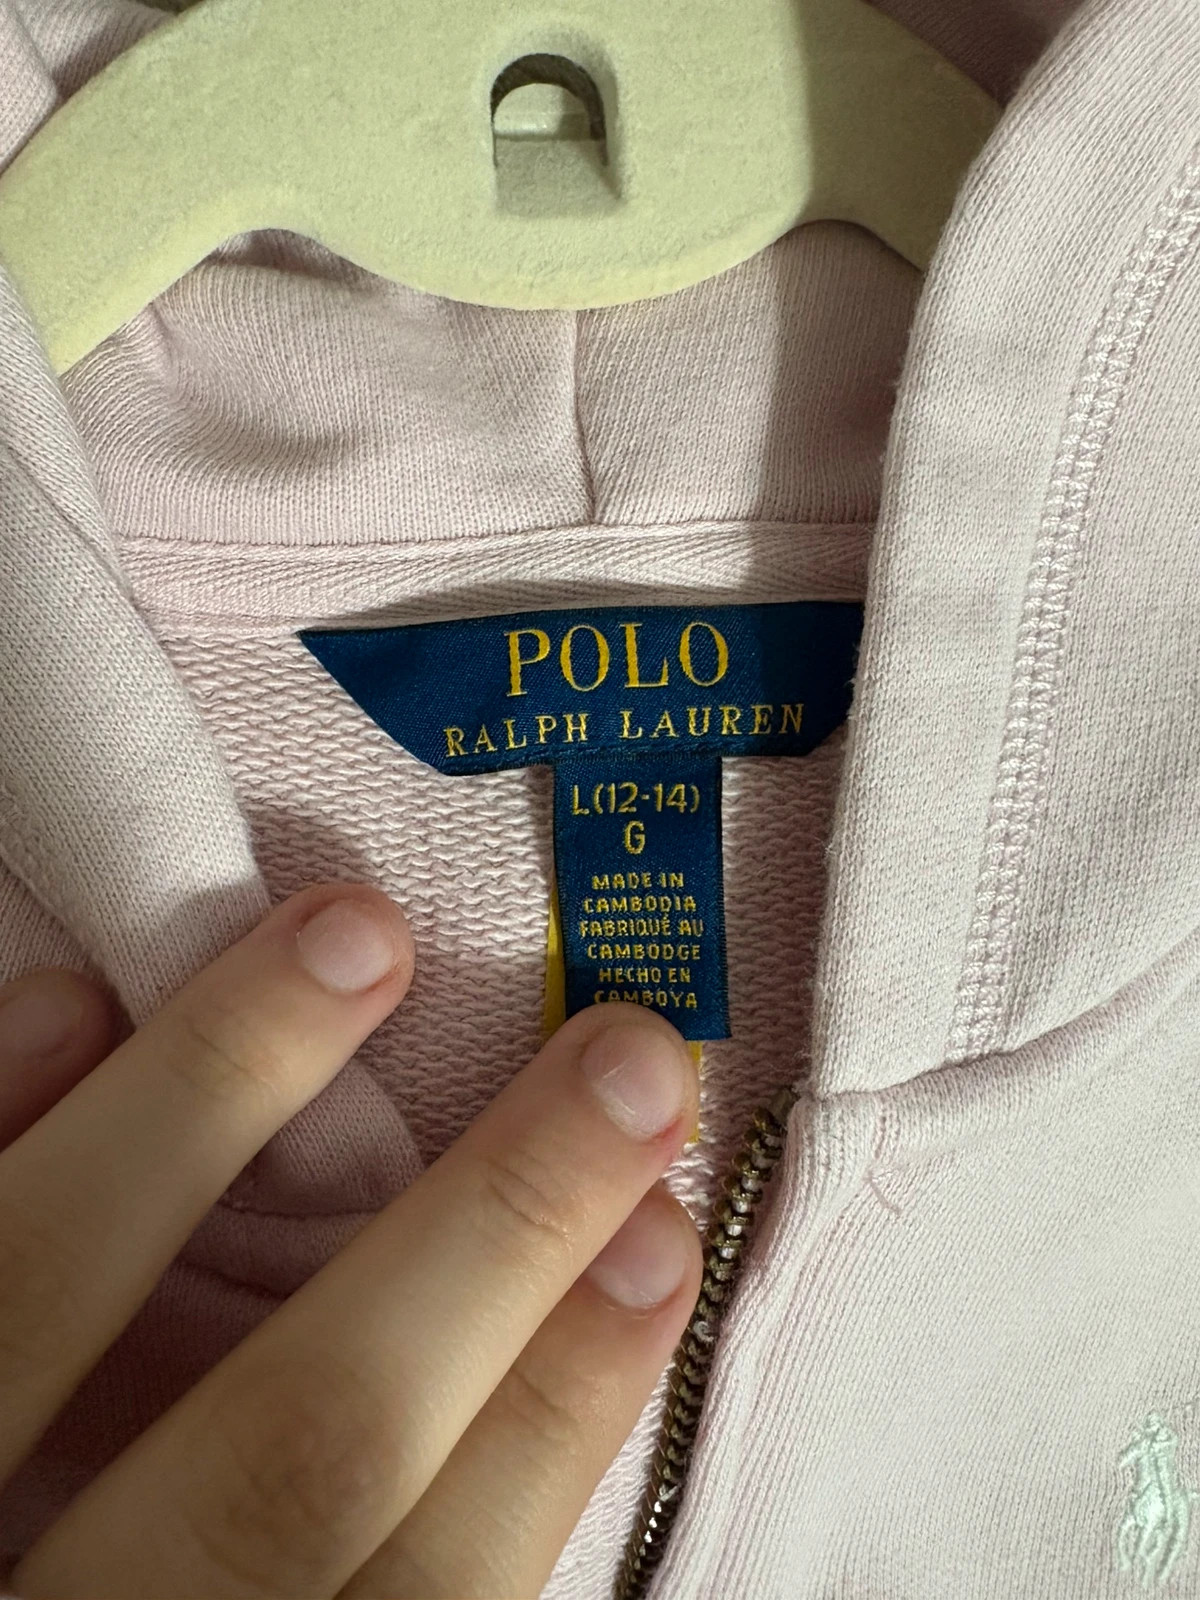 POLO
RALPH LAUREN
L(12-14)
G
MADE IN
CAMBODIA
FABRIQUÉ AU
CAMBODGE
HECHO EN
CAMBOYA